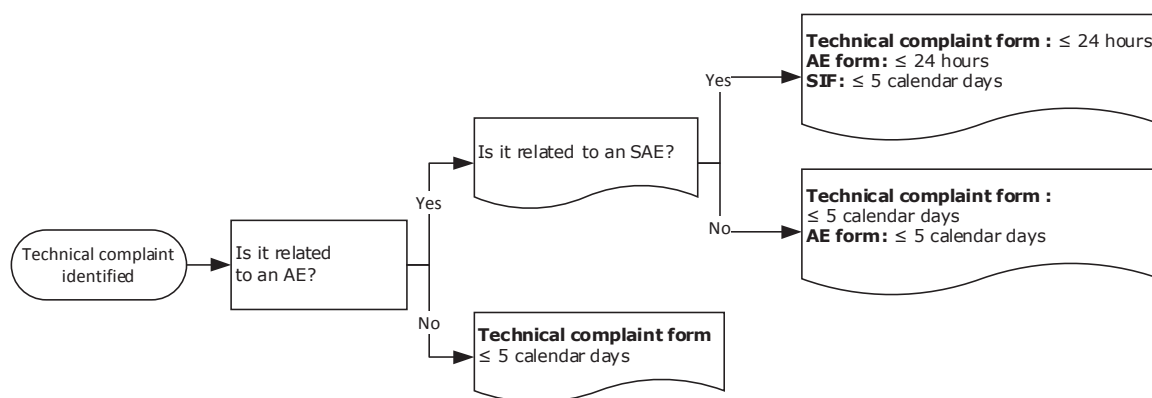 Technical complaint
identified
Is it related
to an AE?
Yes
No
Is it related to an SAE?
Technical complaint form
≤ 5 calendar days
Yes
No
Technical complaint form : ≤ 24 hours
AE form: ≤ 24 hours
SIF: ≤ 5 calendar days
Technical complaint form :
≤ 5 calendar days
AE form: ≤ 5 calendar days